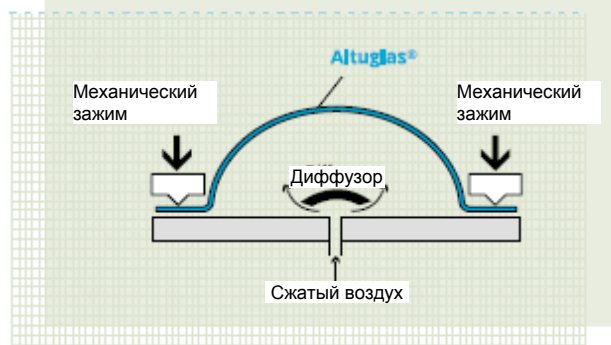 Altuglas®
Механический
зажим
Механический
зажим
Диффузор
Сжатый воздух